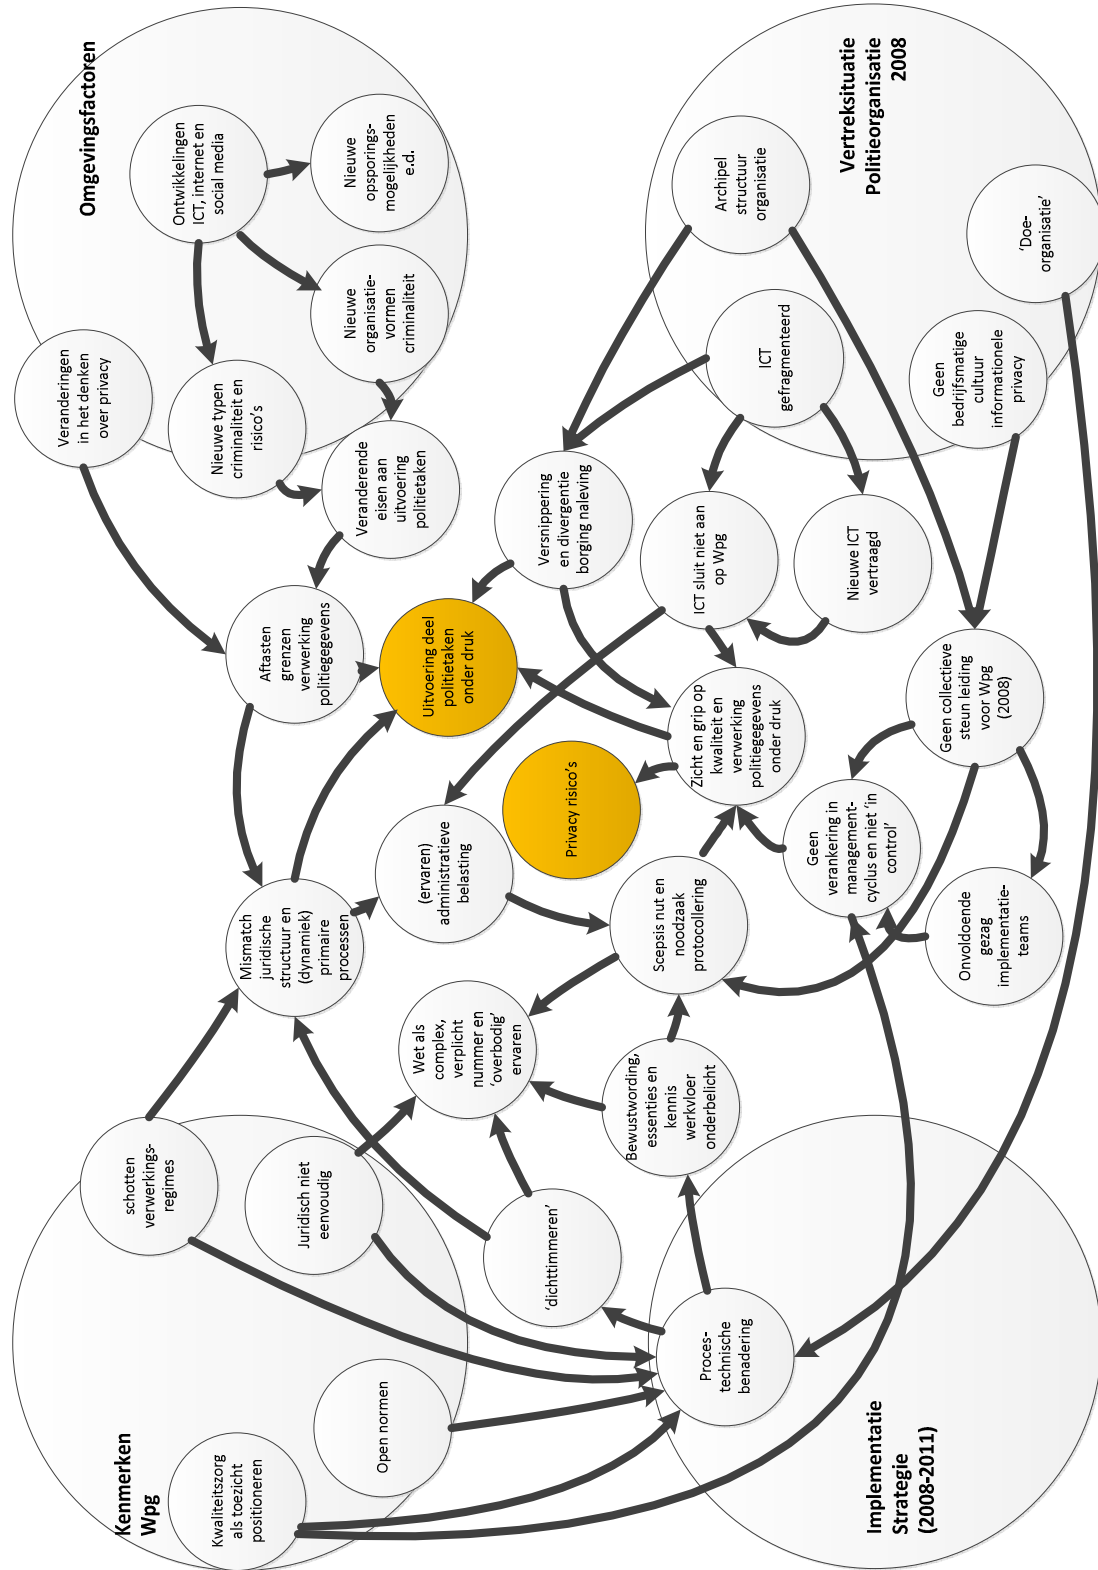 Kenmerken
Wpg
Kwaliteitszorg
als toezicht
positioneren
Open normen
schotten
verwerkings-
regimes
Juridisch niet
eenvoudig
Omgevingsfactoren
Veranderingen
in het denken
over privacy
Ontwikkelingen
ICT, internet en
social media
Nieuwe typen
criminaliteit en
risico's
Nieuwe
organisatie-
vormen
criminaliteit
Nieuwe
opsporings-
mogelijkheden
e.d.
Veranderende
eisen aan
uitvoering
politietaken
Aftasten
grenzen
verwerking
politiegegevens
Mismatch
juridische
structuur en
(dynamiek)
primaire
processen
Uitvoering deel
politietaken
onder druk
(ervaren)
administratieve
belasting
Wet als
complex,
verplicht
nummer en
'overbodig'
ervaren
'dichttimmeren'
Privacy risico's
Versnippering
en divergentie
borging naleving
Bewustwording,
essenties en
kennis
werkvloer
onderbelicht
Scepsis nut en
noodzaak
protocollering
Zicht en grip op
kwaliteit en
verwerking
politiegegevens
onder druk
ICT sluit niet aan
op Wpg
Nieuwe ICT
vertraagd
Geen
verankering in
management-
cyclus en niet 'in
control'
Onvoldoende
gezag
implementatie-
teams
Geen collectieve
steun leiding
voor Wpg
(2008)
Proces-
technische
benadering
Implementatie
Strategie
(2008-2011)
Vertreksituatie
Politieorganisatie
2008
Archipel
structuur
organisatie
ICT
gefragmenteerd
Geen
bedrijfsmatige
cultuur
informationele
privacy
'Doe-
organisatie'